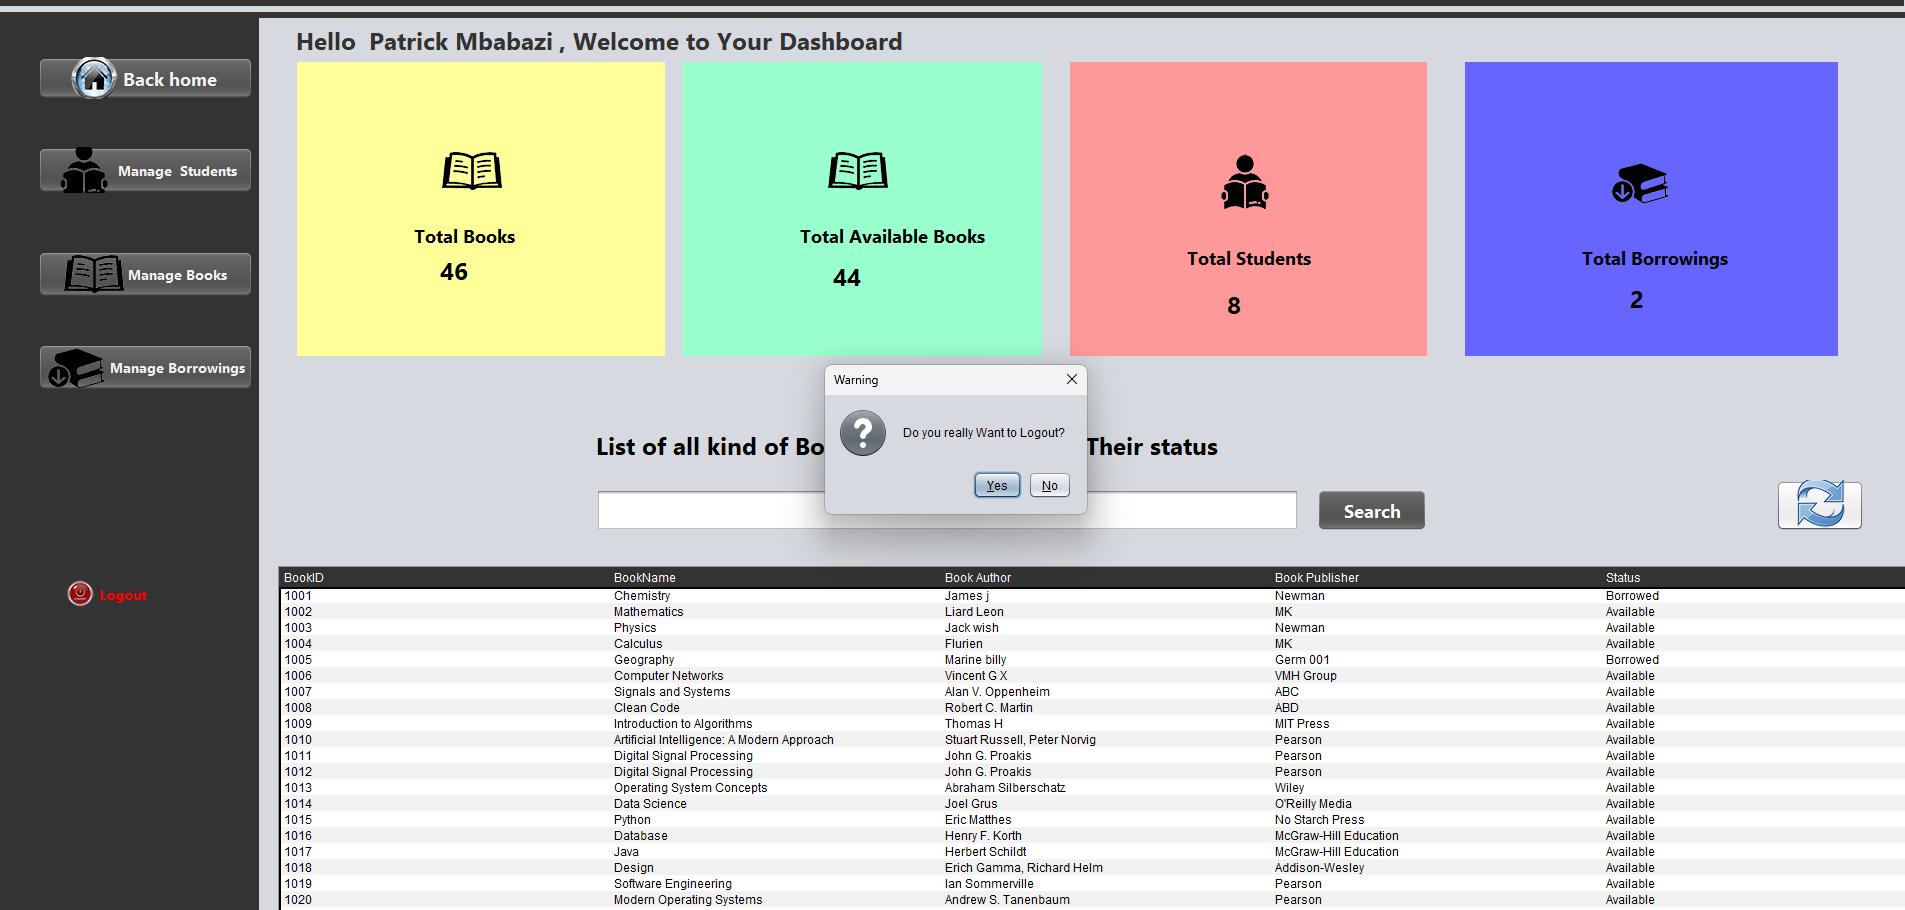 Hello  Patrick Mbabazi , Welcome to Your Dashboard
Back home
Manage  Students
Manage Books
Manage Borrowings
Logout
Total Books
46
Total Available Books
44
Total Students
8
Total Borrowings
2
Warning
Do you really Want to Logout?
Yes
No
List of all kind of Bo Their status
Search
BookID BookName Book Author Book Publisher Status
1001 Chemistry James j Newman Borrowed
1002 Mathematics Liard Leon MK Available
1003 Physics Jack wish Newman Available
1004 Calculus Flurien MK Available
1005 Geography Marine billy Germ 001 Borrowed
1006 Computer Networks Vincent G X VMH Group Available
1007 Signals and Systems Alan V. Oppenheim ABC Available
1008 Clean Code Robert C. Martin ABD Available
1009 Introduction to Algorithms Thomas H MIT Press Available
1010 Artificial Intelligence: A Modern Approach Stuart Russell, Peter Norvig Pearson Available
1011 Digital Signal Processing John G. Proakis Pearson Available
1012 Digital Signal Processing John G. Proakis Pearson Available
1013 Operating System Concepts Abraham Silberschatz Wiley Available
1014 Data Science Joel Grus O'Reilly Media Available
1015 Python Eric Matthes No Starch Press Available
1016 Database Henry F. Korth McGraw-Hill Education Available
1017 Java Herbert Schildt McGraw-Hill Education Available
1018 Design Erich Gamma, Richard Helm Addison-Wesley Available
1019 Software Engineering Ian Sommerville Pearson Available
1020 Modern Operating Systems Andrew S. Tanenbaum Pearson Available